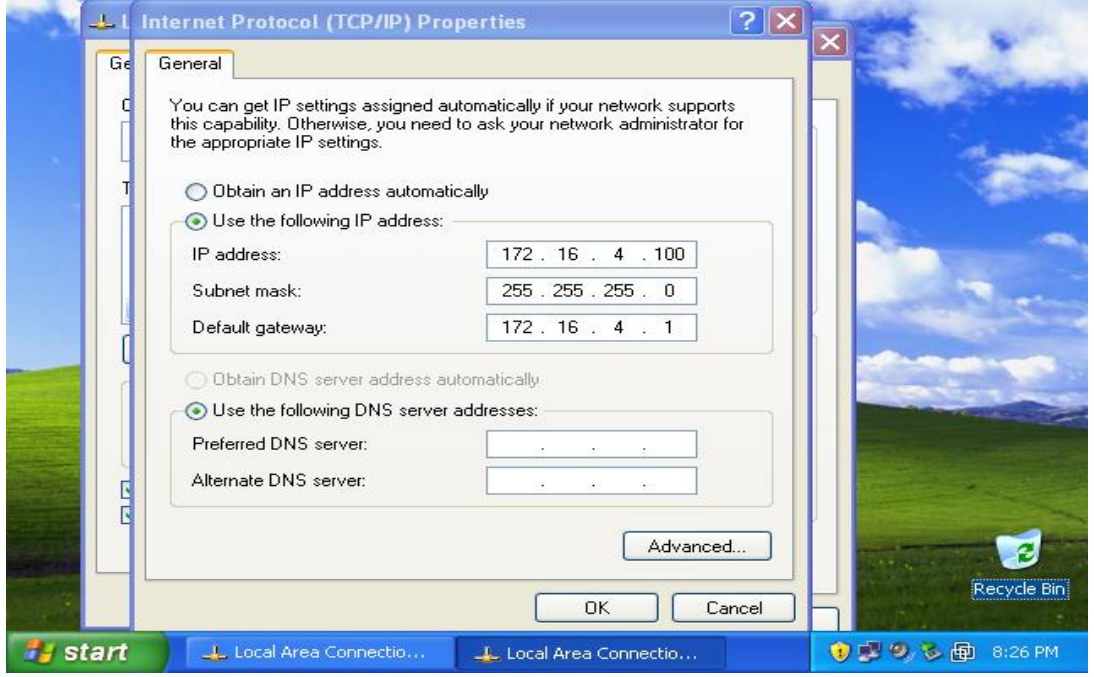 L
Internet Protocol (TCP/IP) Properties
Ge
General
You can get IP settings assigned automatically if your network supports
this capability. Otherwise, you need to ask your network administrator for
the appropriate IP settings.
Obtain an IP address automatically
Use the following IP address:
IP address: 172 . 16 . 4 . 100
Subnet mask: 255 . 255 . 255 . 0
Default gateway: 172 . 16 . 4 . 1
Obtain DNS server address automatically
Use the following DNS server addresses:
Preferred DNS server: . . .
Alternate DNS server: . . .
Advanced...
OK Cancel
Recycle Bin
start Local Area Connectio... Local Area Connectio... 8:26 PM